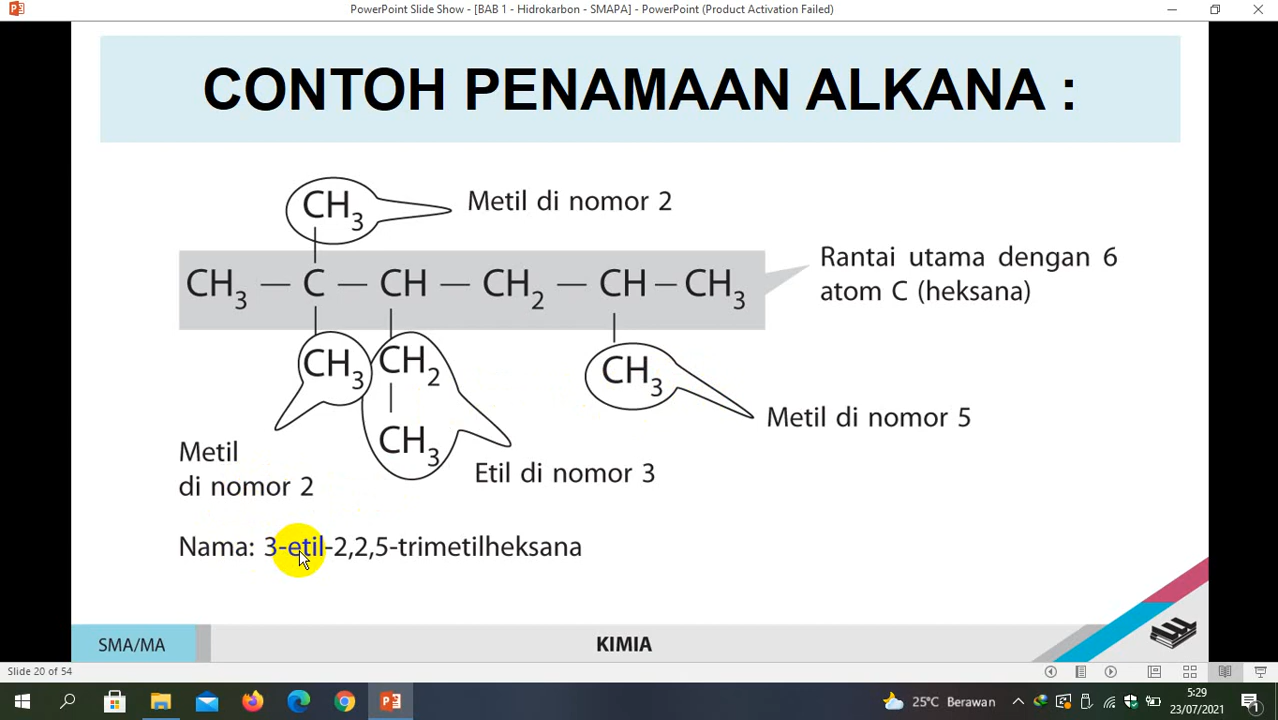 PowerPoint Slide Show - [BAB 1 - Hidrokarbon - SMAPA] - PowerPoint (Product Activation Failed)
CONTOH PENAMAAN ALKANA :
CH3
Metil di nomor 2
CH3 — C — CH — CH2 — CH — CH3
Rantai utama dengan 6
atom C (heksana)
CH3
CH2
CH3
CH3
Metil di nomor 5
Metil
di nomor 2
Etil di nomor 3
Nama: 3-etil-2,2,5-trimetilheksana
SMA/MA
KIMIA
Slide 20 of 54
25°C Berawan
5:29
23/07/2021
1